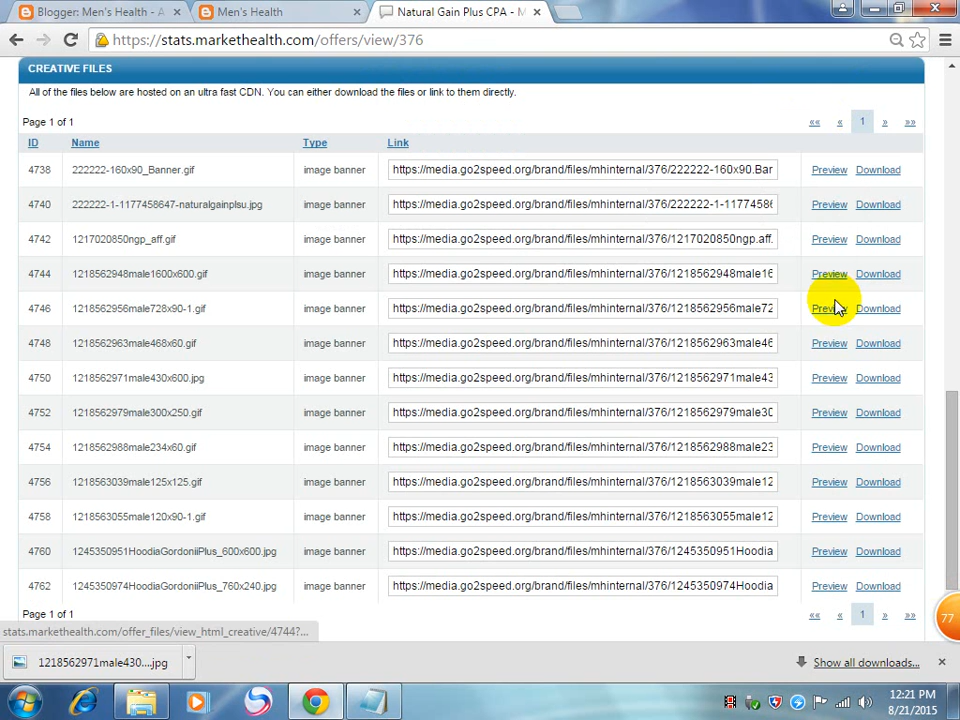 Blogger: Men's Health - A
Men's Health
Natural Gain Plus CPA - M
https://stats.markethealth.com/offers/view/376
CREATIVE FILES
All of the files below are hosted on an ultra fast CDN. You can either download the files or link to them directly.
Page 1 of 1
«« « 1 » »»
ID Name Type Link
4738 222222-160x90_Banner.gif image banner https://media.go2speed.org/brand/files/mhinternal/376/222222-160x90.Bar Preview Download
4740 222222-1-1177458647-naturalgainplsu.jpg image banner https://media.go2speed.org/brand/files/mhinternal/376/222222-1-11774586 Preview Download
4742 1217020850ngp_aff.gif image banner https://media.go2speed.org/brand/files/mhinternal/376/1217020850ngp.aff. Preview Download
4744 1218562948male1600x600.gif image banner https://media.go2speed.org/brand/files/mhinternal/376/1218562948male16 Preview Download
4746 1218562956male728x90-1.gif image banner https://media.go2speed.org/brand/files/mhinternal/376/1218562956male72 Preview Download
4748 1218562963male468x60.gif image banner https://media.go2speed.org/brand/files/mhinternal/376/1218562963male46 Preview Download
4750 1218562971male430x600.jpg image banner https://media.go2speed.org/brand/files/mhinternal/376/1218562971male43 Preview Download
4752 1218562979male300x250.gif image banner https://media.go2speed.org/brand/files/mhinternal/376/1218562979male30 Preview Download
4754 1218562988male234x60.gif image banner https://media.go2speed.org/brand/files/mhinternal/376/1218562988male23 Preview Download
4756 1218563039male125x125.gif image banner https://media.go2speed.org/brand/files/mhinternal/376/1218563039male12 Preview Download
4758 1218563055male120x90-1.gif image banner https://media.go2speed.org/brand/files/mhinternal/376/1218563055male12 Preview Download
4760 1245350951HoodiaGordoniiPlus_600x600.jpg image banner https://media.go2speed.org/brand/files/mhinternal/376/1245350951Hoodia Preview Download
4762 1245350974HoodiaGordoniiPlus_760x240.jpg image banner https://media.go2speed.org/brand/files/mhinternal/376/1245350974Hoodia Preview Download
Page 1 of 1
«« « 1 » »»
77
stats.markethealth.com/offer_files/view_html_creative/4744?...
1218562971male430....jpg
Show all downloads...
12:21 PM
8/21/2015